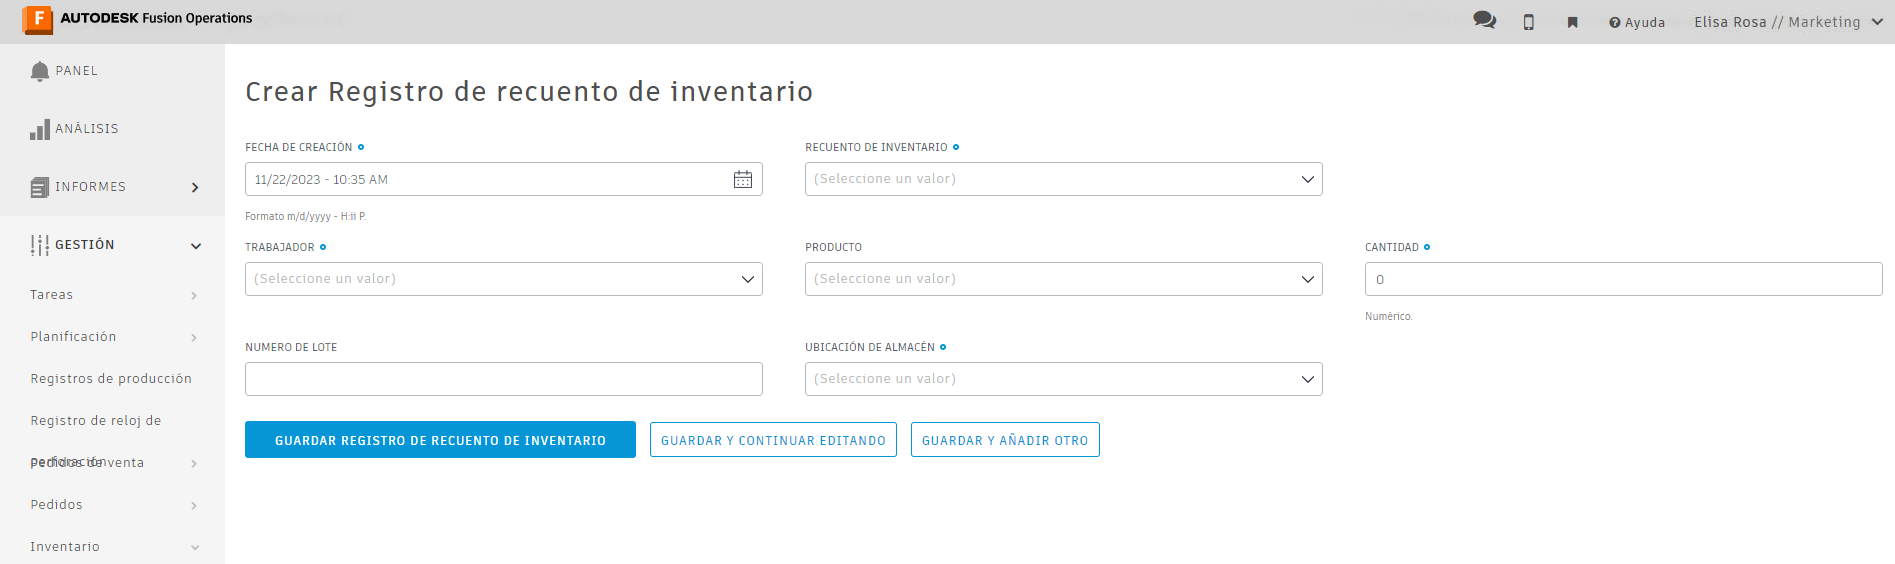 AUTODESK Fusion Operations
Ayuda
Elisa Rosa // Marketing
PANEL
ANÁLISIS
INFORMES
GESTIÓN
Tareas
Planificación
Registros de producción
Registro de reloj de
perforación
Pedidos de venta
Pedidos
Inventario
Crear Registro de recuento de inventario
FECHA DE CREACIÓN
11/22/2023 - 10:35 AM
Formato m/d/yyyy - H:ii P.
RECUENTO DE INVENTARIO
(Seleccione un valor)
TRABAJADOR
(Seleccione un valor)
PRODUCTO
(Seleccione un valor)
CANTIDAD
0
Numérico.
NUMERO DE LOTE
UBICACIÓN DE ALMACÉN
(Seleccione un valor)
GUARDAR REGISTRO DE RECUENTO DE INVENTARIO
GUARDAR Y CONTINUAR EDITANDO
GUARDAR Y AÑADIR OTRO